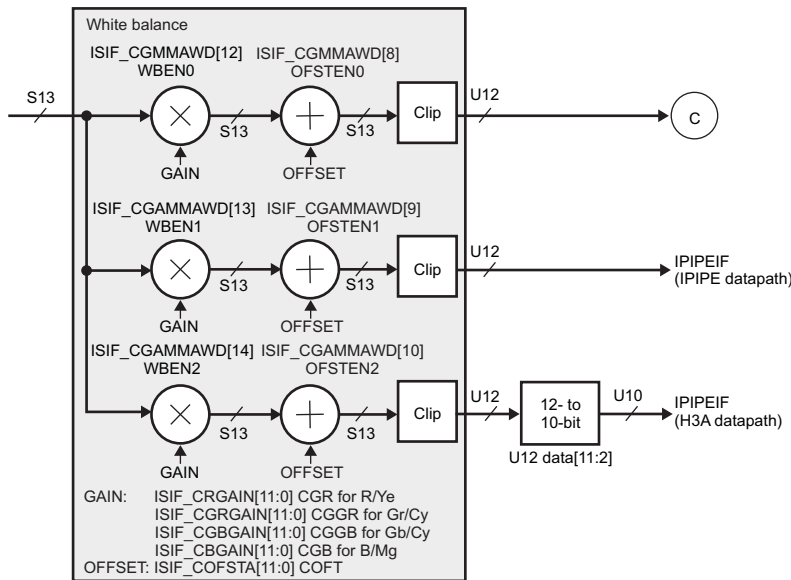 White balance
ISIF_CGMMAWD[12]
WBEN0
ISIF_CGMMAWD[8]
OFSTEN0
S13
S13
S13
Clip
U12
C
GAIN
OFFSET
ISIF_CGAMMAWD[13]
WBEN1
ISIF_CGAMMAWD[9]
OFSTEN1
S13
S13
Clip
U12
IPIPEIF
(IPIPE datapath)
GAIN
OFFSET
ISIF_CGAMMAWD[14]
WBEN2
ISIF_CGAMMAWD[10]
OFSTEN2
S13
S13
Clip
U12
12- to
10-bit
U10
IPIPEIF
(H3A datapath)
U12 data[11:2]
GAIN
OFFSET
GAIN: ISIF_CRGAIN[11:0] CGR for R/Ye
ISIF_CGRGAIN[11:0] CGGR for Gr/Cy
ISIF_CGBGAIN[11:0] CGGB for Gb/Cy
ISIF_CBGAIN[11:0] CGB for B/Mg
OFFSET: ISIF_COFSTA[11:0] COFT